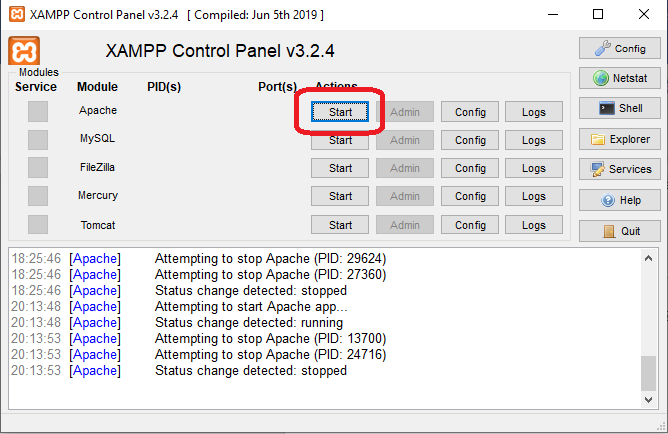 XAMPP Control Panel v3.2.4 [ Compiled: Jun 5th 2019 ]
XAMPP Control Panel v3.2.4
Config
Modules
Service Module PID(s) Port(s) Actions
Netstat
Apache Start Admin Config Logs
Shell
MySQL Start Admin Config Logs
Explorer
FileZilla Start Admin Config Logs
Services
Mercury Start Admin Config Logs
Help
Tomcat Start Admin Config Logs
Quit
18:25:46 [Apache] Attempting to stop Apache (PID: 29624)
18:25:46 [Apache] Attempting to stop Apache (PID: 27360)
18:25:46 [Apache] Status change detected: stopped
20:13:48 [Apache] Attempting to start Apache app...
20:13:48 [Apache] Status change detected: running
20:13:53 [Apache] Attempting to stop Apache (PID: 13700)
20:13:53 [Apache] Attempting to stop Apache (PID: 24716)
20:13:53 [Apache] Status change detected: stopped